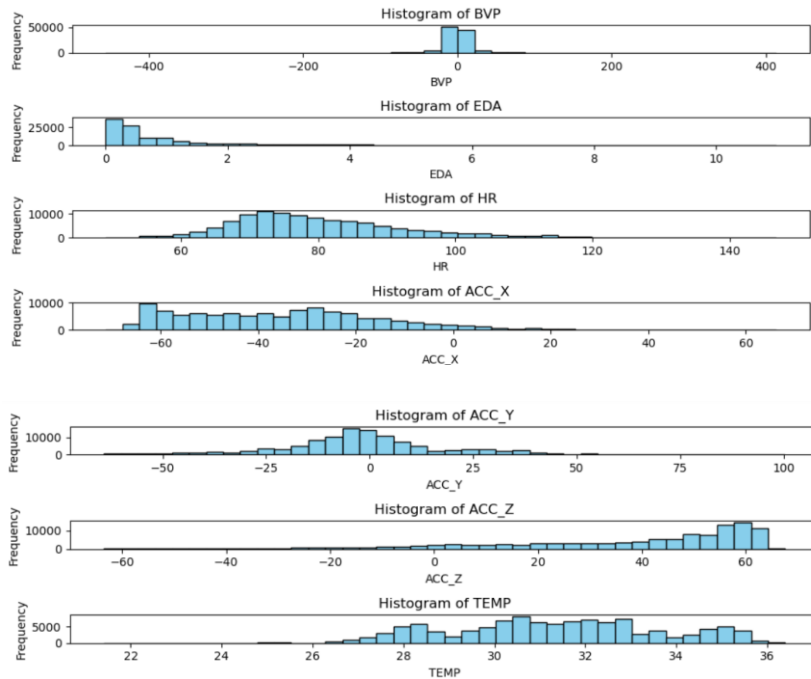 Histogram of BVP
Frequency
50000
0
−400 −200 0 200 400
BVP
Histogram of EDA
Frequency
25000
0
0 2 4 6 8 10
EDA
Histogram of HR
Frequency
10000
0
60 80 100 120 140
HR
Histogram of ACC_X
Frequency
10000
0
−60 −40 −20 0 20 40 60
ACC_X
Histogram of ACC_Y
Frequency
10000
0
−50 −25 0 25 50 75 100
ACC_Y
Histogram of ACC_Z
Frequency
10000
0
−60 −40 −20 0 20 40 60
ACC_Z
Histogram of TEMP
Frequency
5000
0
22 24 26 28 30 32 34 36
TEMP